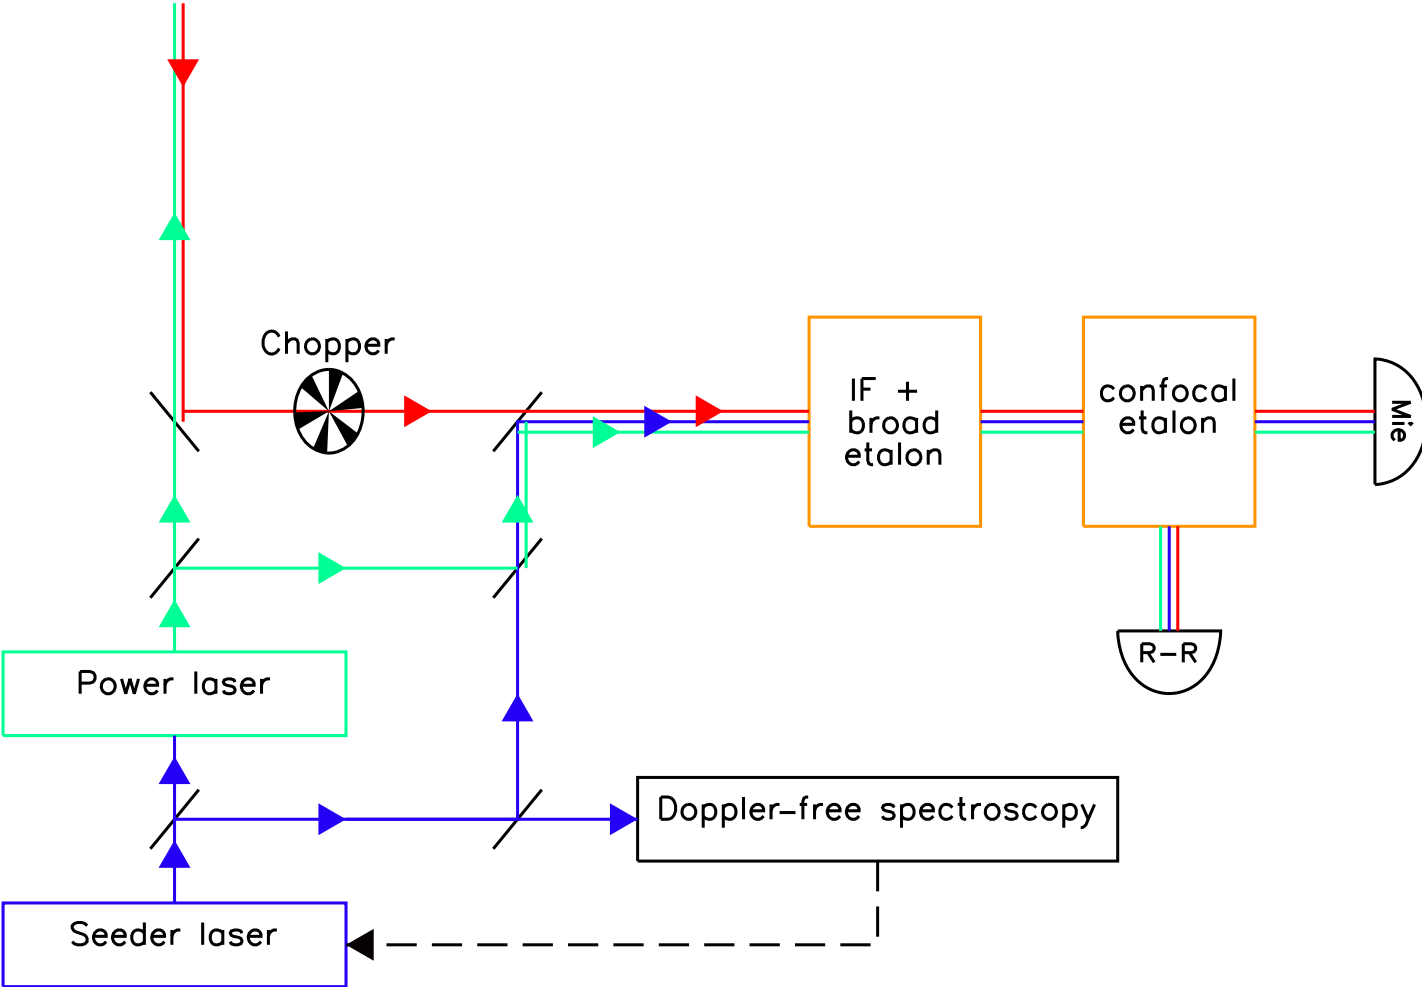 Chopper
IF +
broad
etalon
confocal
etalon
Mie
R-R
Power laser
Doppler-free spectroscopy
Seeder laser